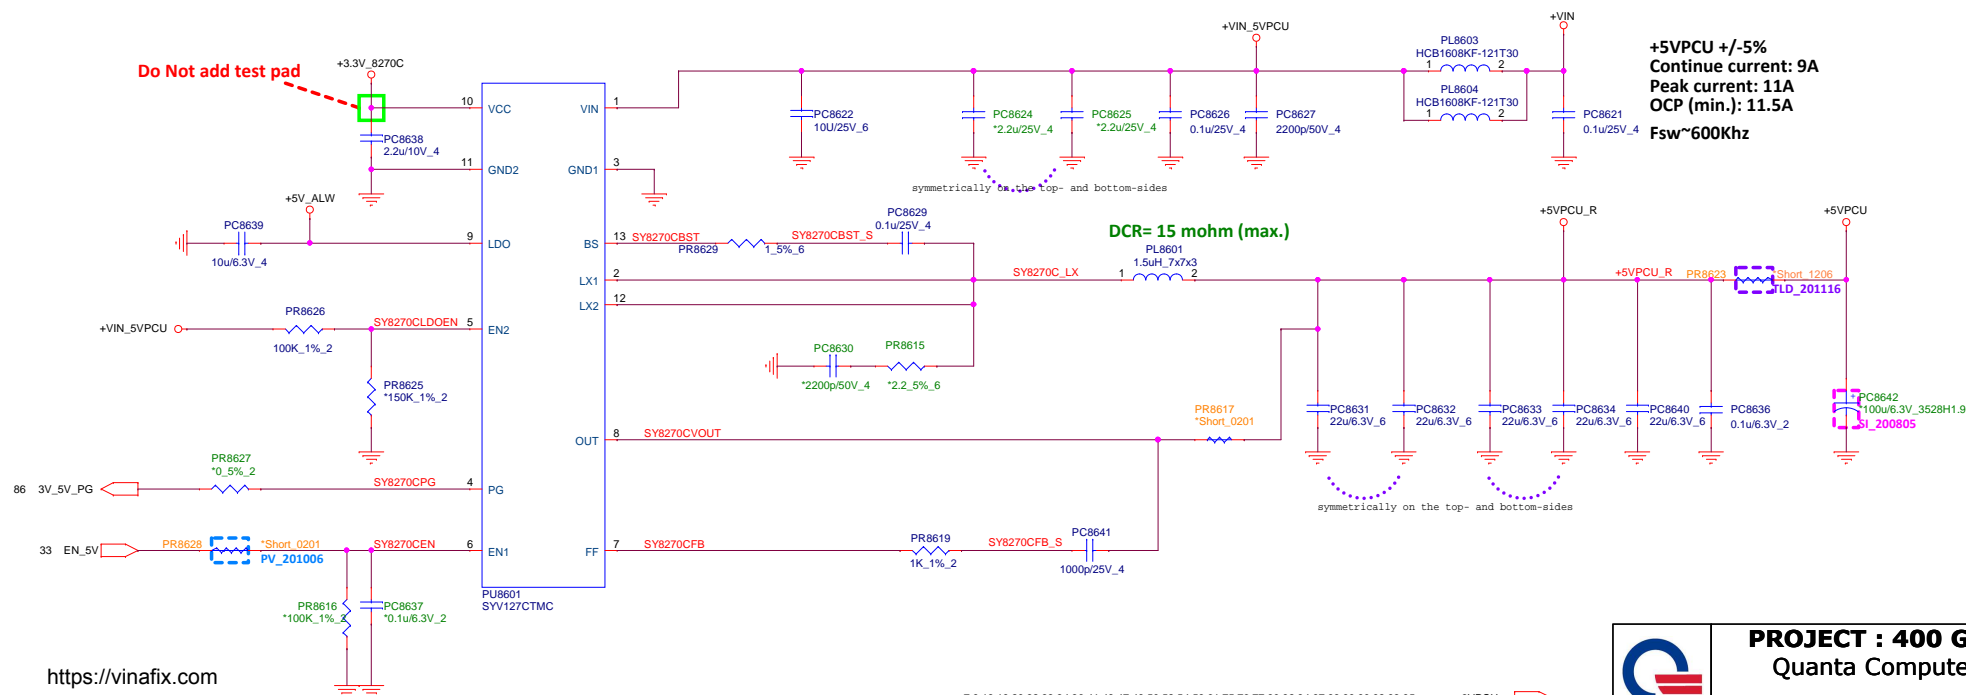 Do Not add test pad
+3.3V_8270C
10
VCC
PC8638
2.2u/10V_4
11
GND2
+5V_ALW
PC8639
10u/6.3V_4
9
LDO
+VIN_5VPCU
PR8626
100K_1%_2
SY8270CLDOEN
5
EN2
PR8625
*150K_1%_2
PR8627
*0_5%_2
86 3V_5V_PG
SY8270CPG
4
PG
33 EN_5V
PR8628
*Short_0201
PV_201006
SY8270CEN
6
EN1
PR8616
*100K_1%_2
PC8637
*0.1u/6.3V_2
PU8601
SYV127CTMC
VIN
1
GND1
3
BS
13
SY8270CBST
PR8629
1_5%_6
SY8270CBST_S
PC8629
0.1u/25V_4
LX1
2
LX2
12
SY8270C_LX
PC8630
*2200p/50V_4
PR8615
*2.2_5%_6
OUT
8
SY8270CVOUT
FF
7
SY8270CFB
PR8619
1K_1%_2
SY8270CFB_S
PC8641
1000p/25V_4
PC8622
10U/25V_6
PC8624
*2.2u/25V_4
PC8625
*2.2u/25V_4
PC8626
0.1u/25V_4
PC8627
2200p/50V_4
symmetrically on the top- and bottom-sides
+VIN_5VPCU
PL8603
HCB1608KF-121T30
1
2
PL8604
HCB1608KF-121T30
1
2
+VIN
PC8621
0.1u/25V_4
+5VPCU +/-5%
Continue current: 9A
Peak current: 11A
OCP (min.): 11.5A
Fsw~600Khz
DCR= 15 mohm (max.)
PL8601
1.5uH_7x7x3
1
2
+5VPCU_R
+5VPCU
+5VPCU_R
PR8623
*Short_1206
TLD_201116
PR8617
*Short_0201
PC8631
22u/6.3V_6
PC8632
22u/6.3V_6
PC8633
22u/6.3V_6
PC8634
22u/6.3V_6
PC8640
22u/6.3V_6
PC8636
0.1u/6.3V_2
+
PC8642
*100u/6.3V_3528H1.9
SI_200805
symmetrically on the top- and bottom-sides
https://vinafix.com
PROJECT : 400 G
Quanta Compute